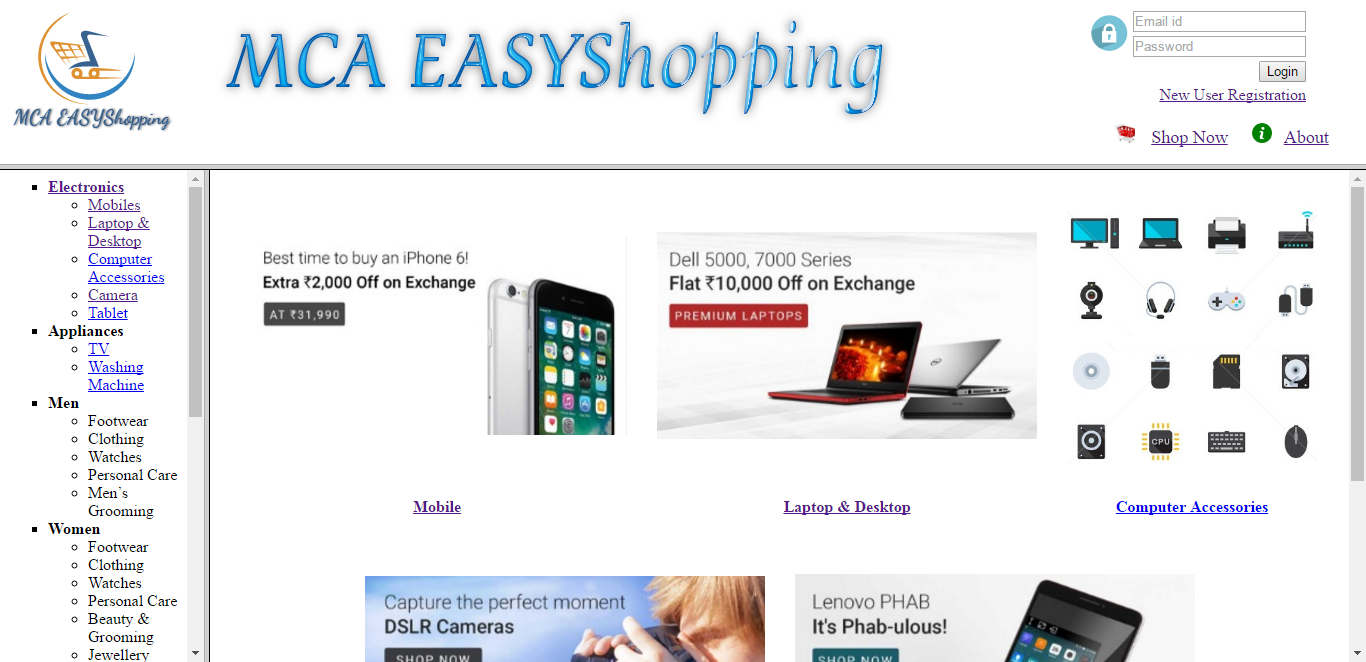 MCA EASYShopping
MCA EASYShopping
Email id
Password
Login
New User Registration
Shop Now
About
Electronics
Mobiles
Laptop &
Desktop
Computer
Accessories
Camera
Tablet
Appliances
TV
Washing
Machine
Men
Footwear
Clothing
Watches
Personal Care
Men's
Grooming
Women
Footwear
Clothing
Watches
Personal Care
Beauty &
Grooming
Jewellery
Best time to buy an iPhone 6!
Extra ₹2,000 Off on Exchange
AT ₹31,990
Dell 5000, 7000 Series
Flat ₹10,000 Off on Exchange
PREMIUM LAPTOPS
CPU
Mobile
Laptop & Desktop
Computer Accessories
Capture the perfect moment
DSLR Cameras
SHOP NOW
Lenovo PHAB
It's Phab-ulous!
SHOP NOW